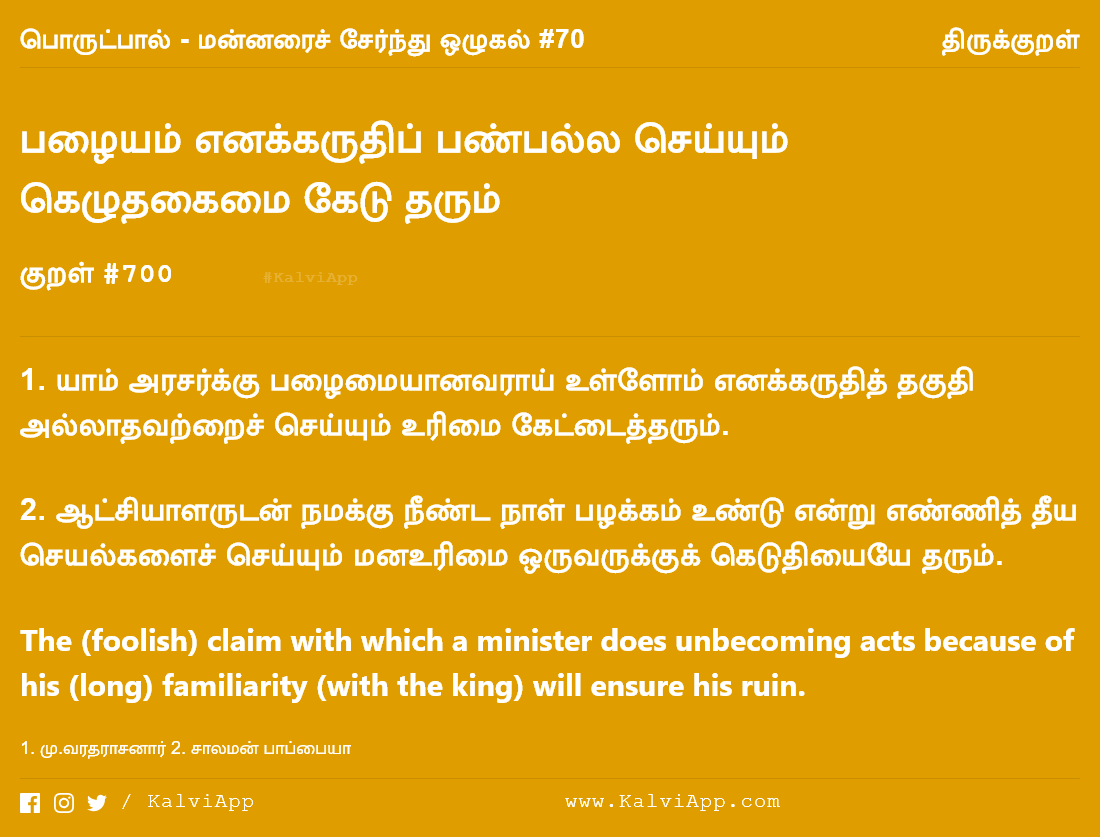 பொருட்பால் - மன்னரைச் சேர்ந்து ஒழுகல் #70 திருக்குறள்
பழையம் எனக்கருதிப் பண்பல்ல செய்யும்
கெழுதகைமை கேடு தரும்
குறள் #700 #KalviApp
1. யாம் அரசர்க்கு பழைமையானவராய் உள்ளோம் எனக்கருதித் தகுதி
அல்லாதவற்றைச் செய்யும் உரிமை கேட்டைத்தரும்.
2. ஆட்சியாளருடன் நமக்கு நீண்ட நாள் பழக்கம் உண்டு என்று எண்ணித் தீய
செயல்களைச் செய்யும் மனஉரிமை ஒருவருக்குக் கெடுதியையே தரும்.
The (foolish) claim with which a minister does unbecoming acts because of
his (long) familiarity (with the king) will ensure his ruin.
1. மு.வரதராசனார் 2. சாலமன் பாப்பையா
/ KalviApp www.KalviApp.com